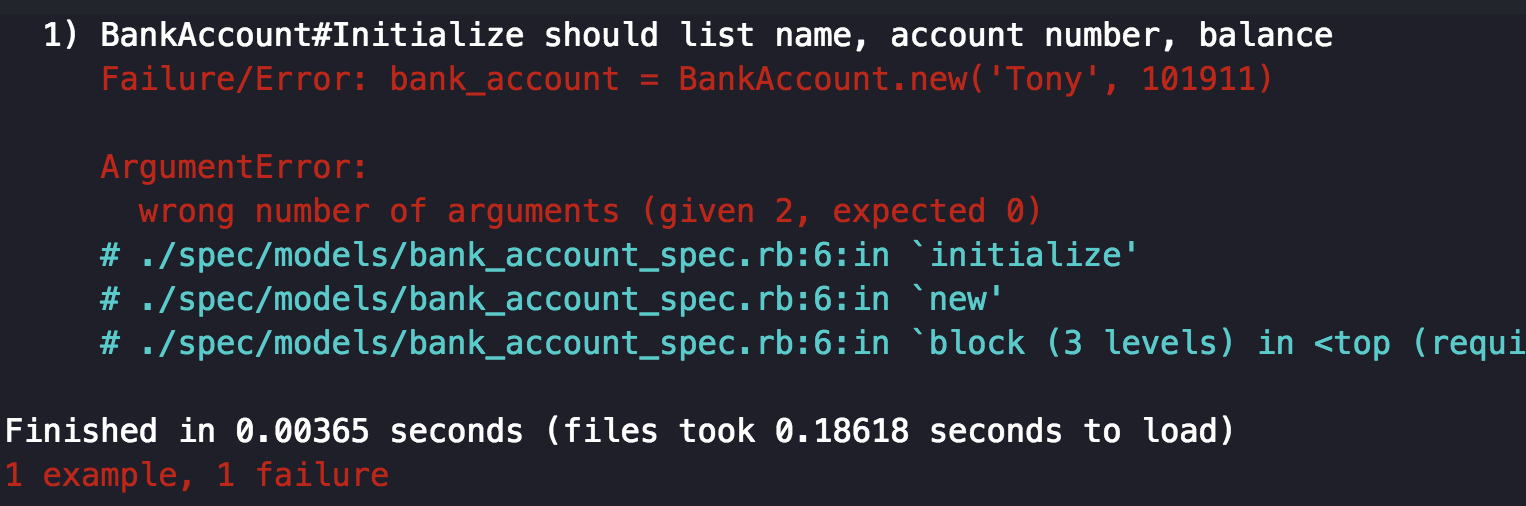 1) BankAccount#Initialize should list name, account number, balance
Failure/Error: bank_account = BankAccount.new('Tony', 101911)
ArgumentError:
wrong number of arguments (given 2, expected 0)
# ./spec/models/bank_account_spec.rb:6:in `initialize'
# ./spec/models/bank_account_spec.rb:6:in `new'
# ./spec/models/bank_account_spec.rb:6:in `block (3 levels) in <top (requi
Finished in 0.00365 seconds (files took 0.18618 seconds to load)
1 example, 1 failure